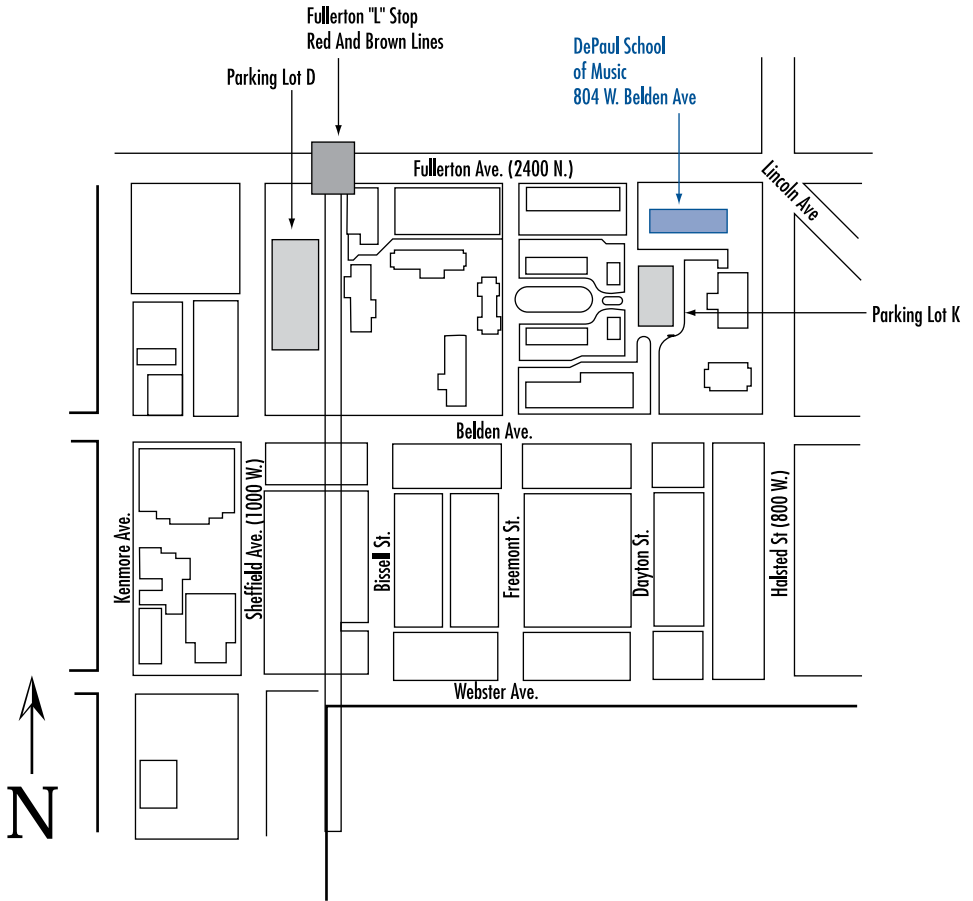 Fullerton "L" Stop
Red And Brown Lines
DePaul School
of Music
804 W. Belden Ave
Parking Lot D
Fullerton Ave. (2400 N.)
Lincoln Ave
Parking Lot K
Belden Ave.
Kenmore Ave.
Sheffield Ave. (1000 W.)
Bissell St.
Freemont St.
Dayton St.
Halsted St (800 W.)
Webster Ave.
N